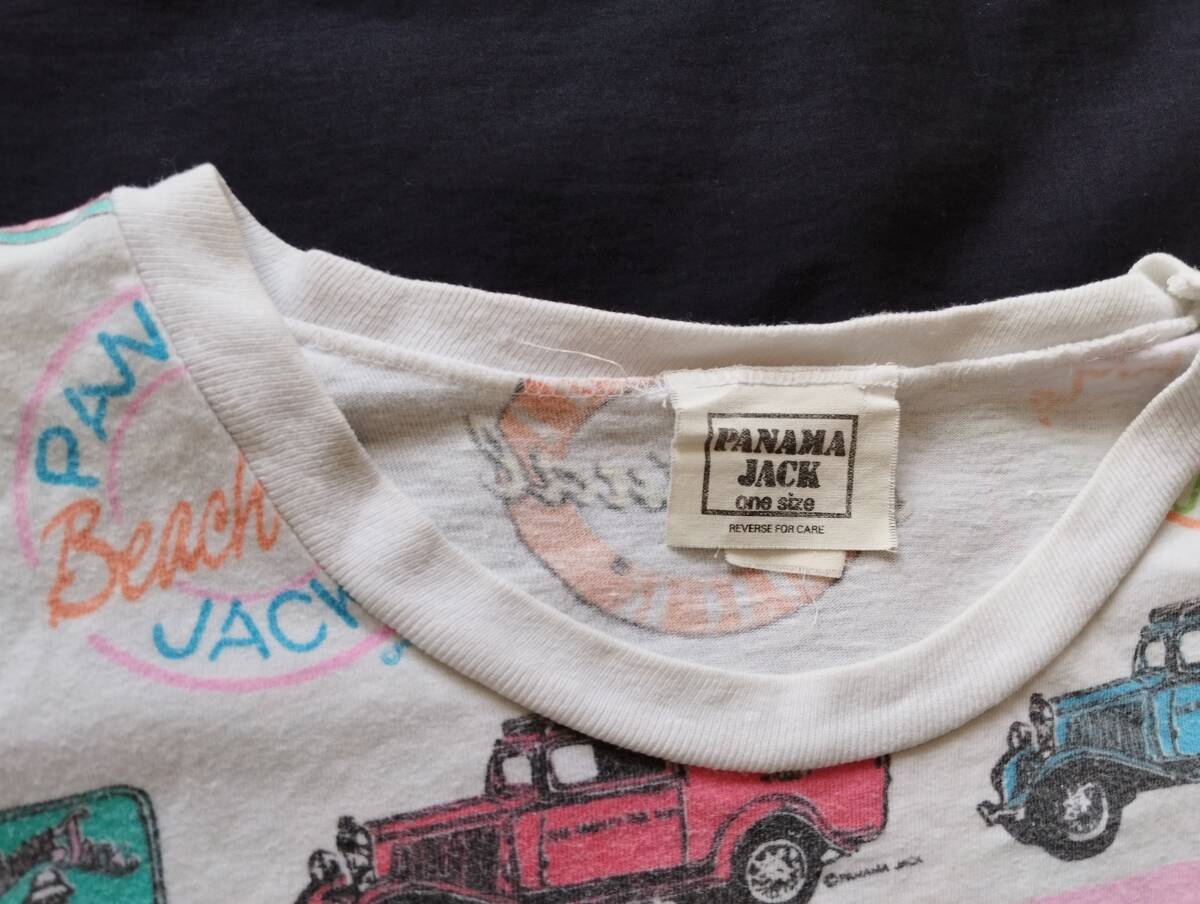 PANAMA
JACK
one size
REVERSE FOR CARE
PAN
Beach
JACK
©PANAMA JACK